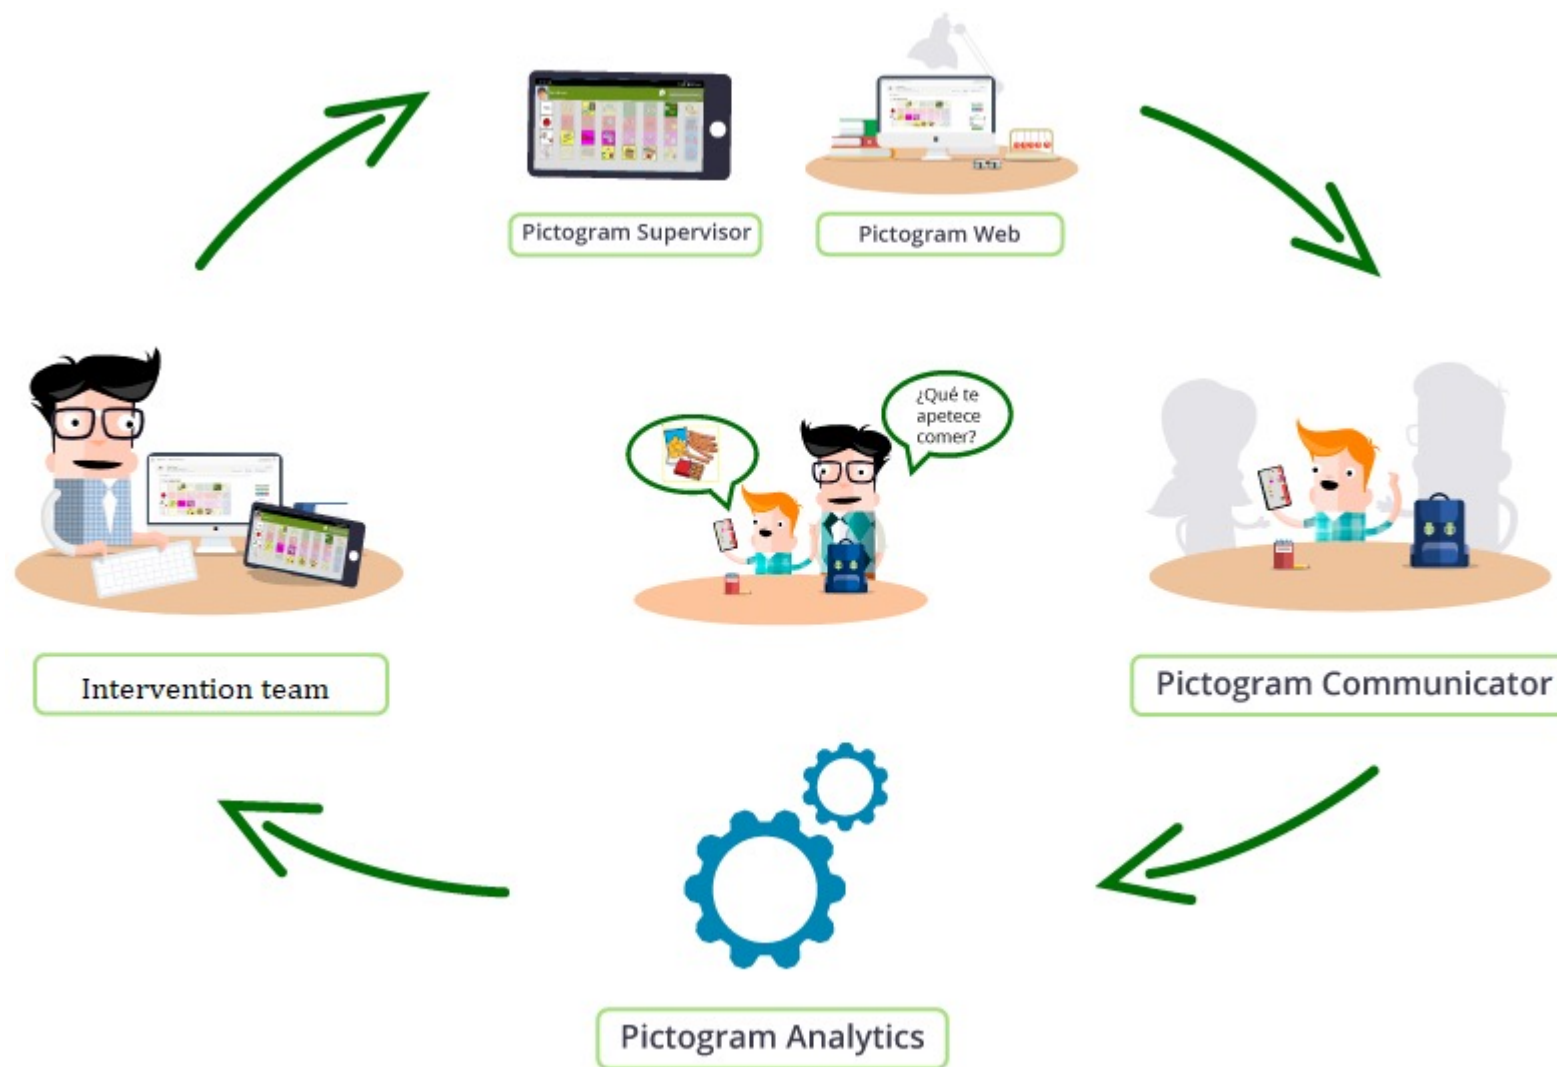 Pictogram Supervisor
Pictogram Web
¿Qué te
apetece
comer?
Intervention team
Pictogram Communicator
Pictogram Analytics